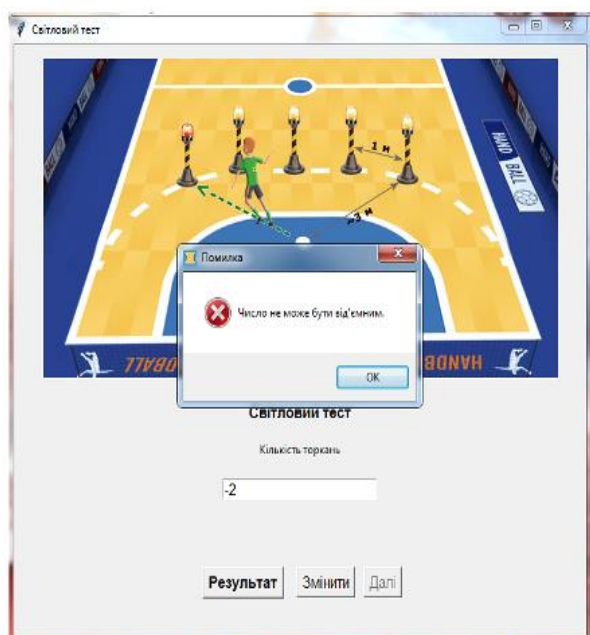 Світловий тест
HAND BALL
1 м
~3 м
Помилка
Число не може бути від'ємним.
OK
HANDB
Світловий тест
Кількість торкань
-2
Результат
Змінити
Далі